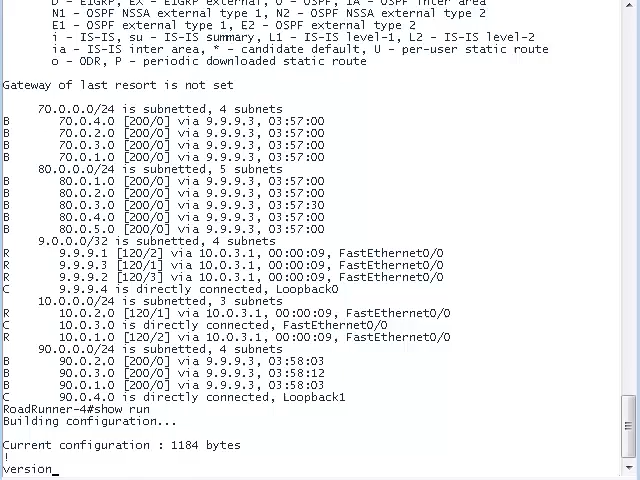 D - EIGRP, EX - EIGRP external, O - OSPF, IA - OSPF inter area
N1 - OSPF NSSA external type 1, N2 - OSPF NSSA external type 2
E1 - OSPF external type 1, E2 - OSPF external type 2
i - IS-IS, su - IS-IS summary, L1 - IS-IS level-1, L2 - IS-IS level-2
ia - IS-IS inter area, * - candidate default, U - per-user static route
o - ODR, P - periodic downloaded static route
Gateway of last resort is not set
70.0.0.0/24 is subnetted, 4 subnets
B 70.0.4.0 [200/0] via 9.9.9.3, 03:57:00
B 70.0.2.0 [200/0] via 9.9.9.3, 03:57:00
B 70.0.3.0 [200/0] via 9.9.9.3, 03:57:00
B 70.0.1.0 [200/0] via 9.9.9.3, 03:57:00
80.0.0.0/24 is subnetted, 5 subnets
B 80.0.1.0 [200/0] via 9.9.9.3, 03:57:00
B 80.0.2.0 [200/0] via 9.9.9.3, 03:57:00
B 80.0.3.0 [200/0] via 9.9.9.3, 03:57:30
B 80.0.4.0 [200/0] via 9.9.9.3, 03:57:00
B 80.0.5.0 [200/0] via 9.9.9.3, 03:57:00
9.0.0.0/32 is subnetted, 4 subnets
R 9.9.9.1 [120/2] via 10.0.3.1, 00:00:09, FastEthernet0/0
R 9.9.9.3 [120/1] via 10.0.3.1, 00:00:09, FastEthernet0/0
R 9.9.9.2 [120/3] via 10.0.3.1, 00:00:09, FastEthernet0/0
C 9.9.9.4 is directly connected, Loopback0
10.0.0.0/24 is subnetted, 3 subnets
R 10.0.2.0 [120/1] via 10.0.3.1, 00:00:09, FastEthernet0/0
C 10.0.3.0 is directly connected, FastEthernet0/0
R 10.0.1.0 [120/2] via 10.0.3.1, 00:00:09, FastEthernet0/0
90.0.0.0/24 is subnetted, 4 subnets
B 90.0.2.0 [200/0] via 9.9.9.3, 03:58:03
B 90.0.3.0 [200/0] via 9.9.9.3, 03:58:12
B 90.0.1.0 [200/0] via 9.9.9.3, 03:58:03
C 90.0.4.0 is directly connected, Loopback1
RoadRunner-4#show run
Building configuration...
Current configuration : 1184 bytes
!
version_